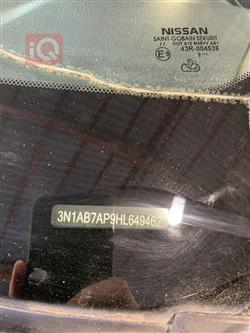 iQ
NISSAN
SAINT-GOBAIN SEKURIT
43R-004526
3N1AB7AP9HL649462